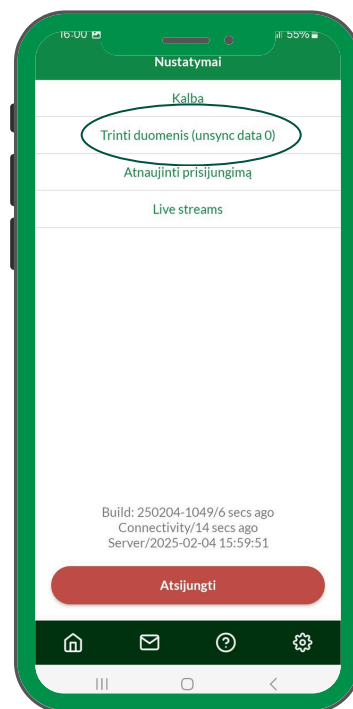 16:00 55%
Nustatymai
Kalba
Trinti duomenis (unsync data 0)
Atnaujinti prisijungimą
Live streams
Build: 250204-1049/6 secs ago
Connectivity/14 secs ago
Server/2025-02-04 15:59:51
Atsijungti